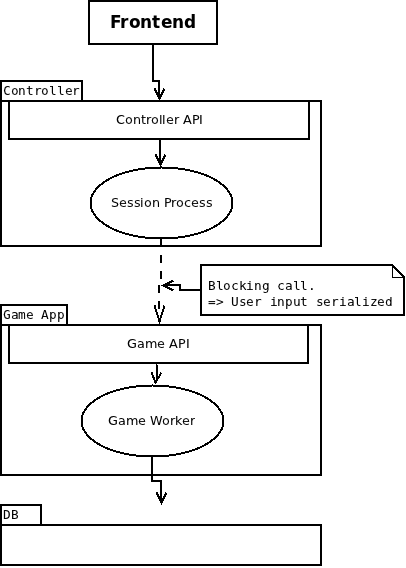 Frontend
Controller
Controller API
Session Process
Blocking call.
=> User input serialized
Game App
Game API
Game Worker
DB